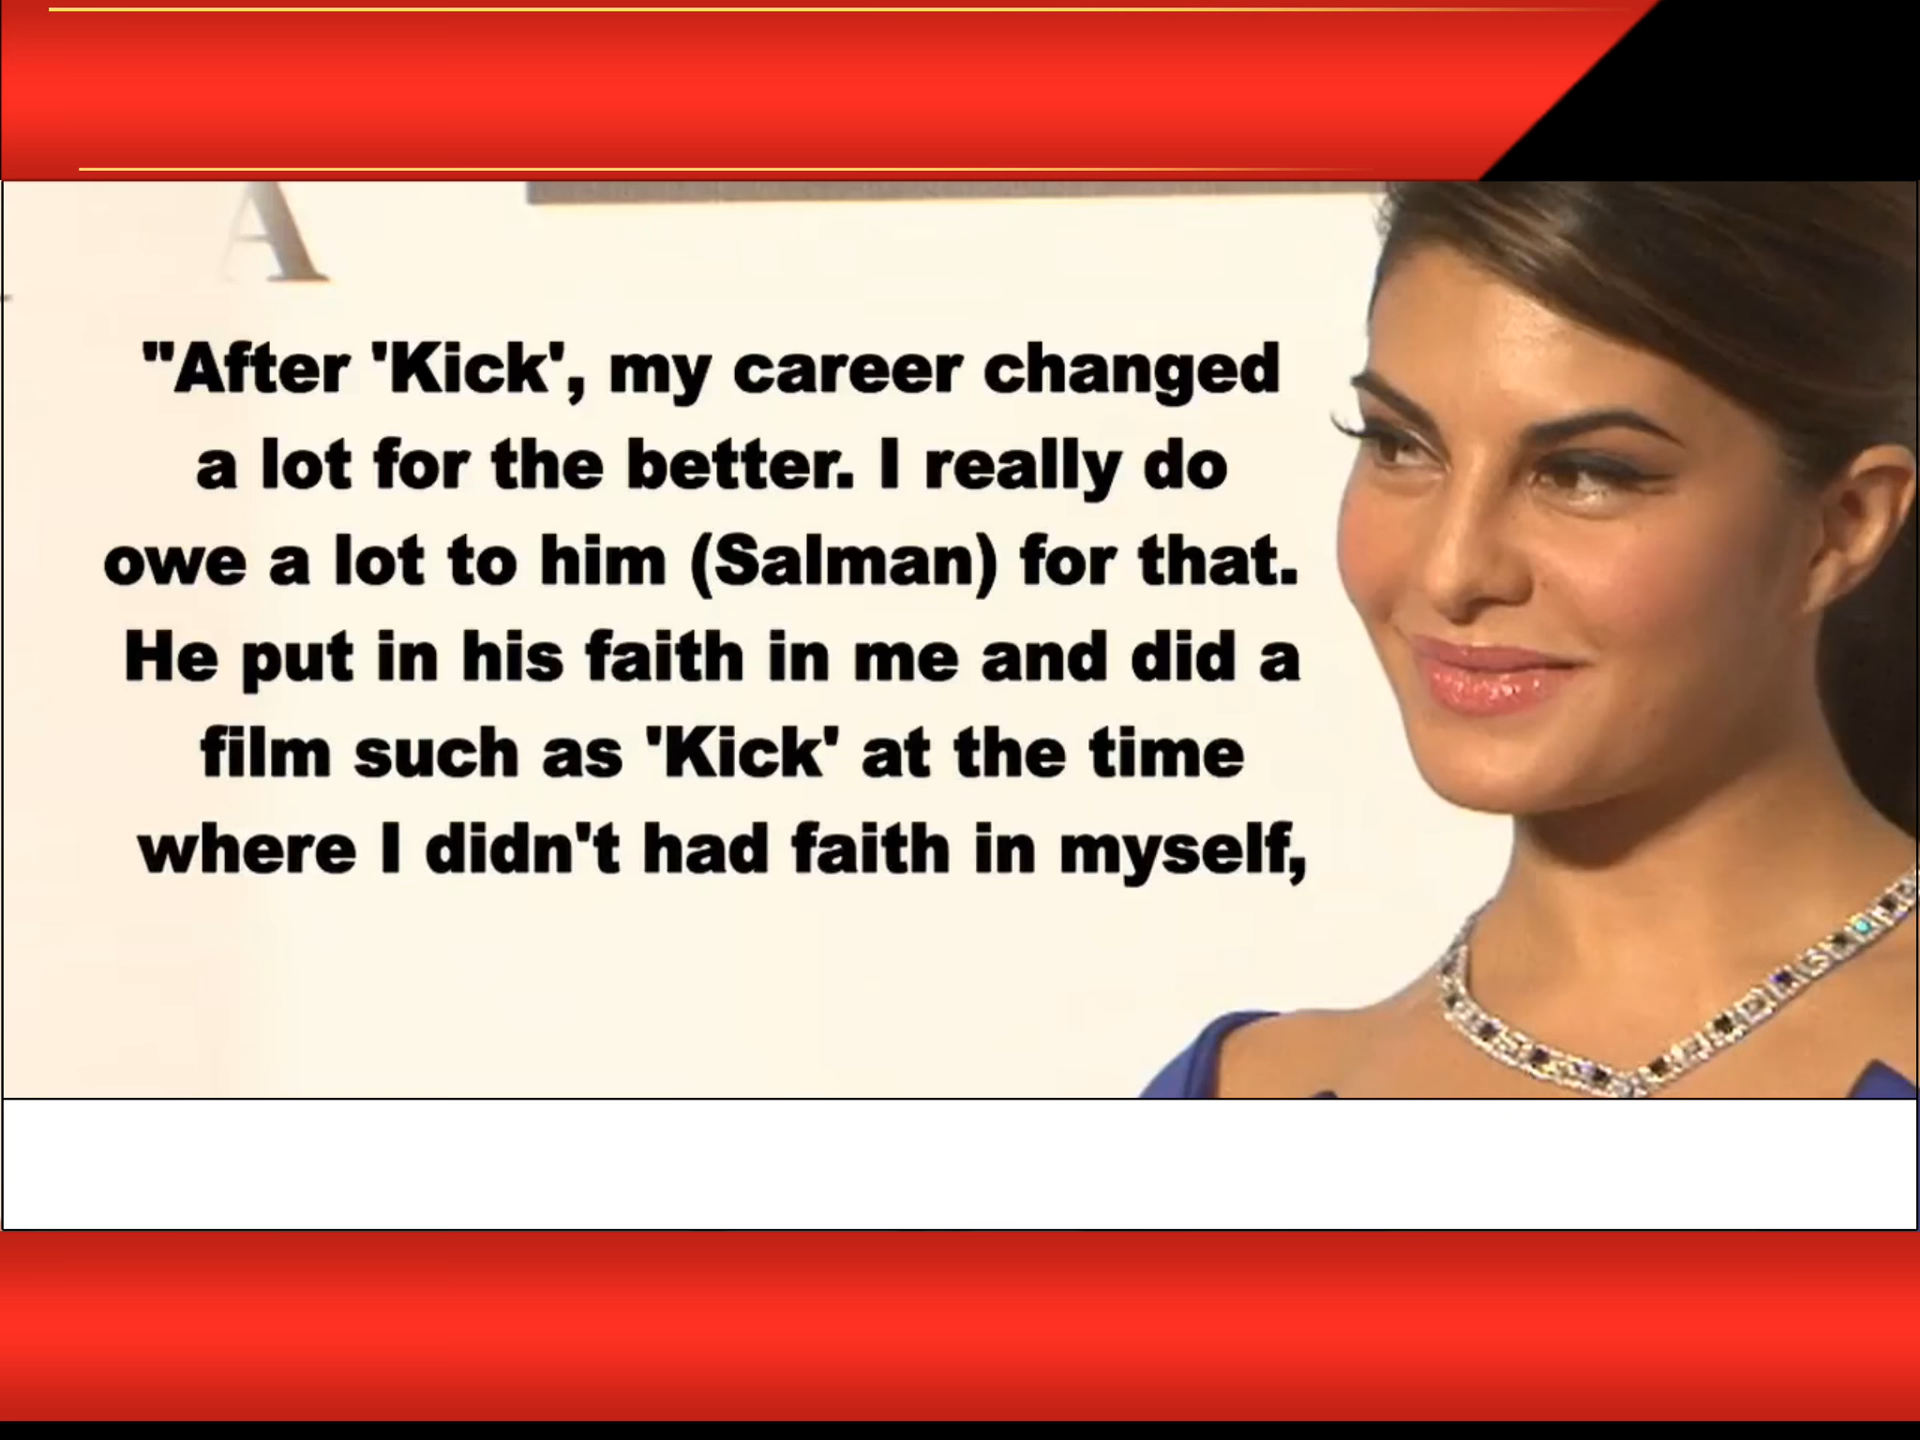 A
"After 'Kick', my career changed
a lot for the better. I really do
owe a lot to him (Salman) for that.
He put in his faith in me and did a
film such as 'Kick' at the time
where I didn't had faith in myself,